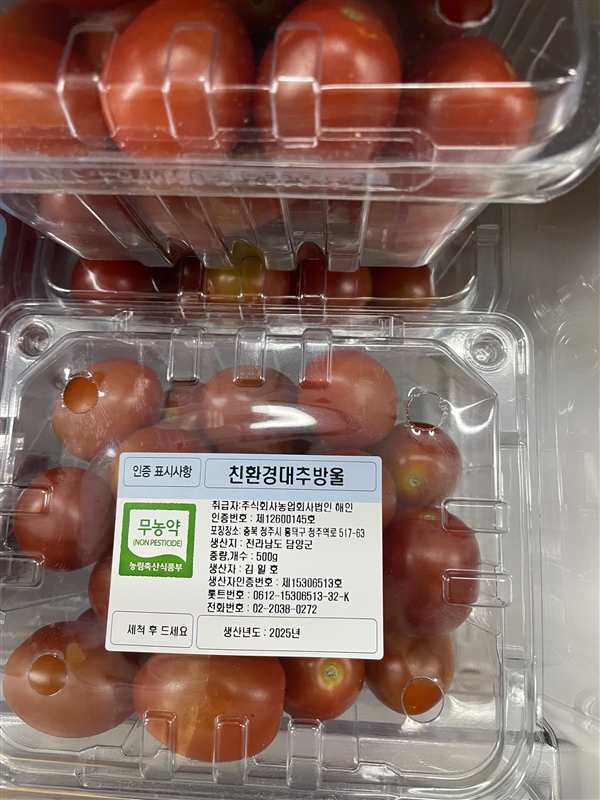 인증 표시사항
친환경대추방울
취급자:주식회사농업회사법인 해인
인증번호 : 제12600145호
포장장소: 충북 청주시 흥덕구 청주역로 517-63
생산지 : 전라남도 담양군
중량,개수 : 500g
생산자 : 김 일 호
생산자인증번호 : 제15306513호
롯트번호 : 0612-15306513-32-K
전화번호 : 02-2038-0272
무농약
(NON PESTICIDE)
농림축산식품부
세척 후 드세요
생산년도 : 2025년